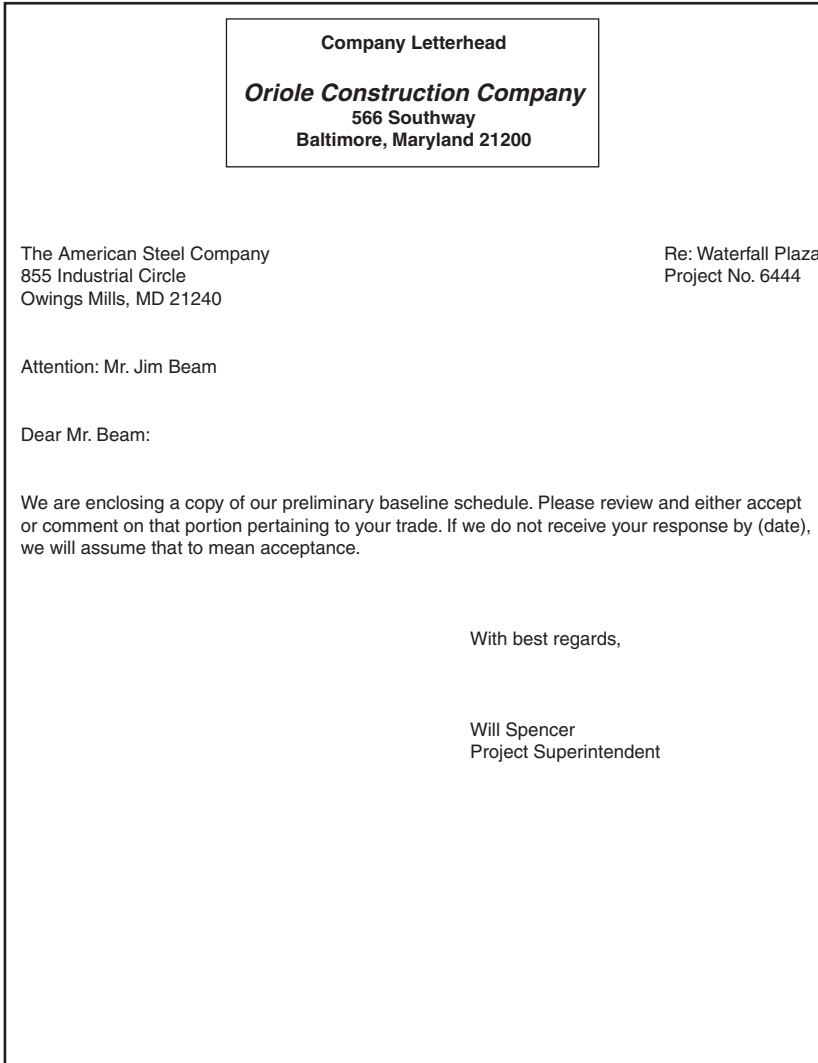 Company Letterhead
Oriole Construction Company
566 Southway
Baltimore, Maryland 21200
The American Steel Company
855 Industrial Circle
Owings Mills, MD 21240
Re: Waterfall Plaza
Project No. 6444
Attention: Mr. Jim Beam
Dear Mr. Beam:
We are enclosing a copy of our preliminary baseline schedule. Please review and either accept
or comment on that portion pertaining to your trade. If we do not receive your response by (date),
we will assume that to mean acceptance.
With best regards,
Will Spencer
Project Superintendent